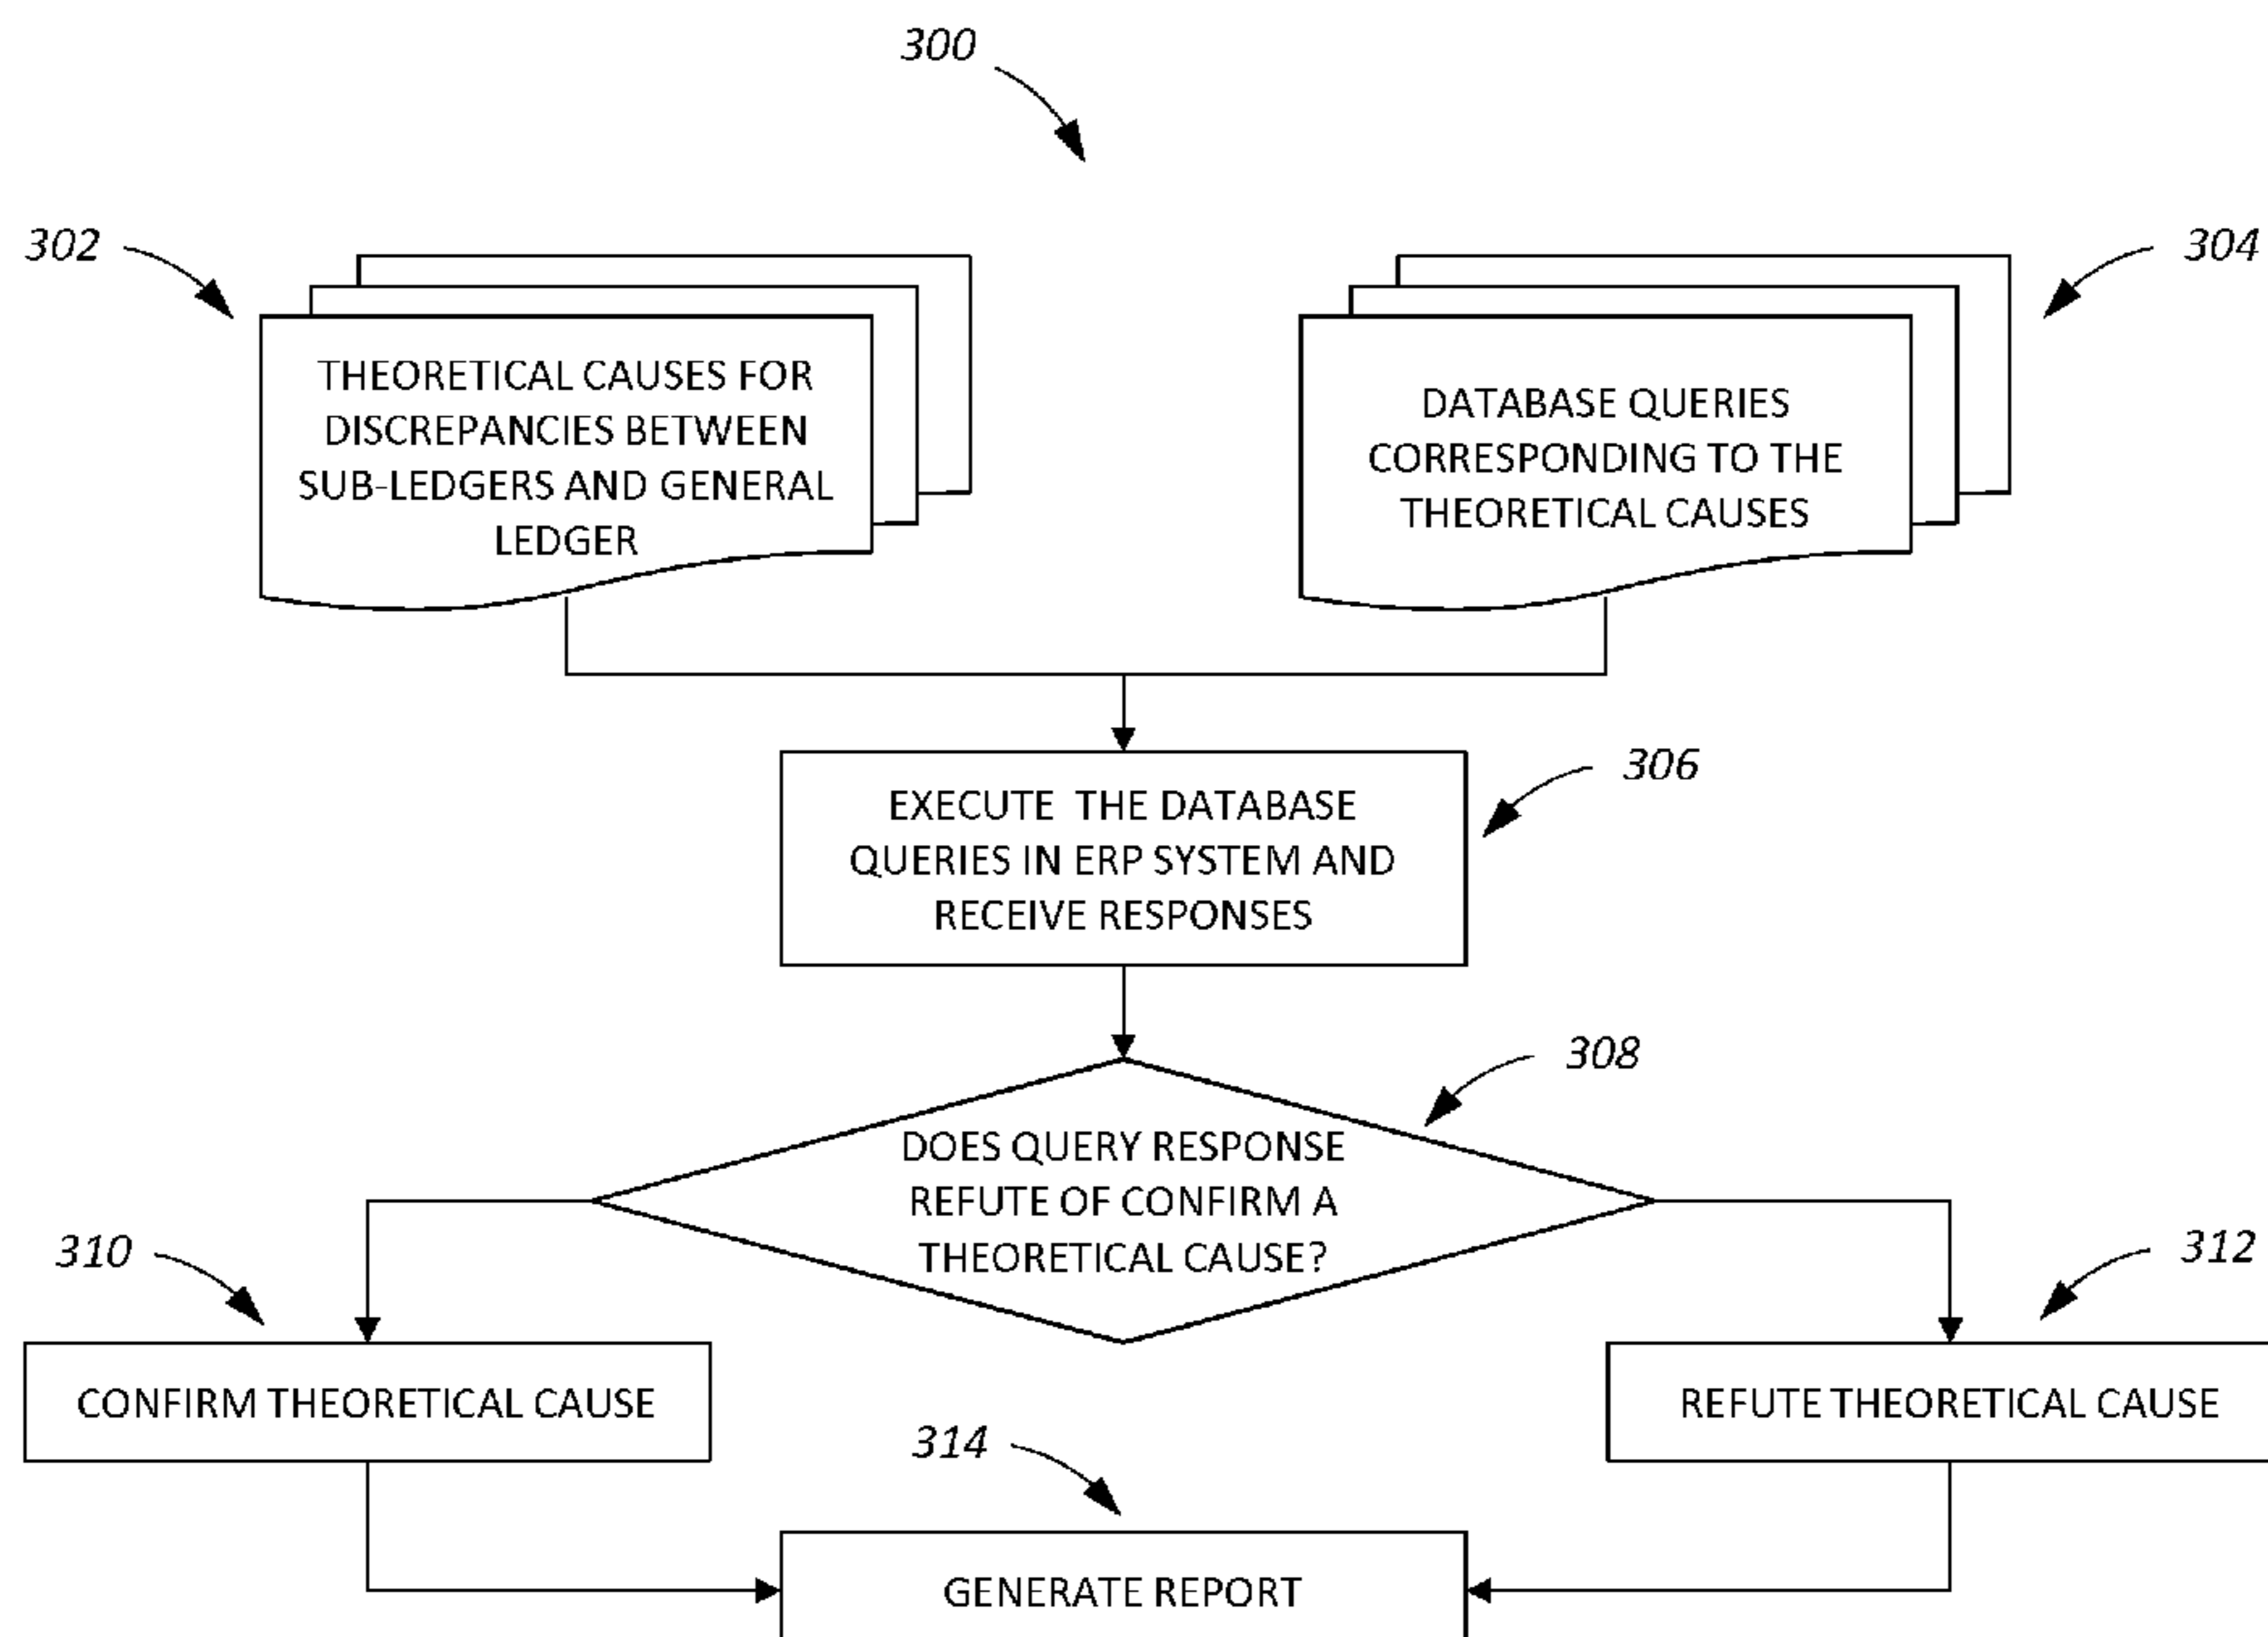 300
302
304
THEORETICAL CAUSES FOR
DISCREPANCIES BETWEEN
SUB-LEDGERS AND GENERAL
LEDGER
DATABASE QUERIES
CORRESPONDING TO THE
THEORETICAL CAUSES
306
EXECUTE THE DATABASE
QUERIES IN ERP SYSTEM AND
RECEIVE RESPONSES
308
DOES QUERY RESPONSE
REFUTE OF CONFIRM A
THEORETICAL CAUSE?
310
312
CONFIRM THEORETICAL CAUSE
REFUTE THEORETICAL CAUSE
314
GENERATE REPORT